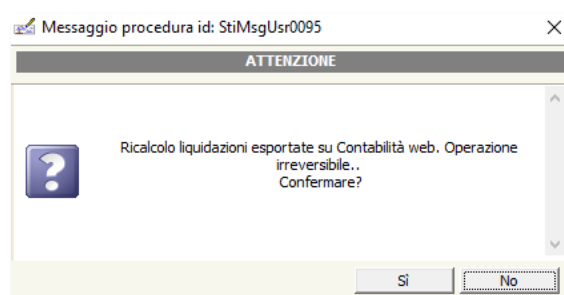 Messaggio procedura id: StiMsgUsr0095
ATTENZIONE
Ricalcolo liquidazioni esportate su Contabilità web. Operazione
irreversibile..
Confermare?
Sì
No